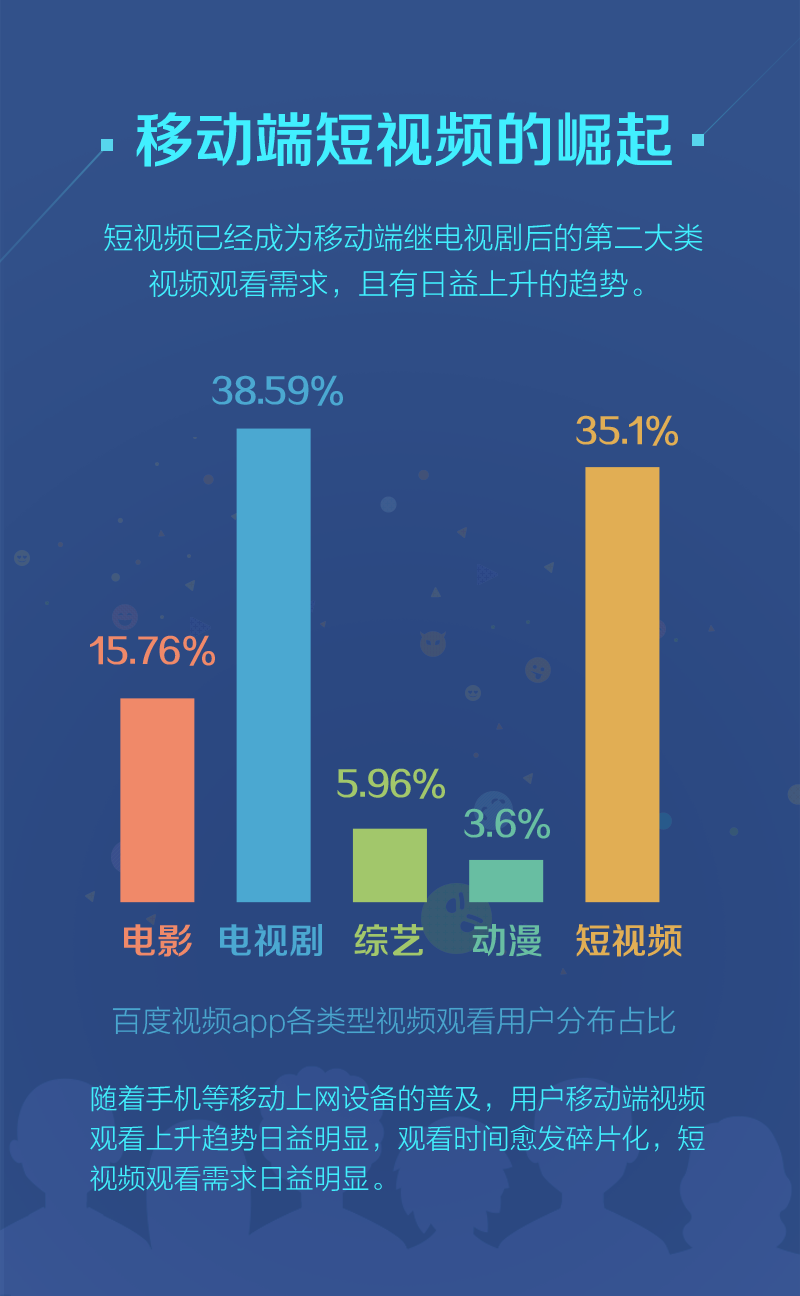 移动端短视频的崛起
短视频已经成为移动端继电视剧后的第二大类
视频观看需求，且有日益上升的趋势。
38.59%
35.1%
15.76%
5.96%
3.6%
电影 电视剧 综艺 动漫 短视频
百度视频app各类型视频观看用户分布占比
随着手机等移动上网设备的普及，用户移动端视频
观看上升趋势日益明显，观看时间愈发碎片化，短
视频观看需求日益明显。